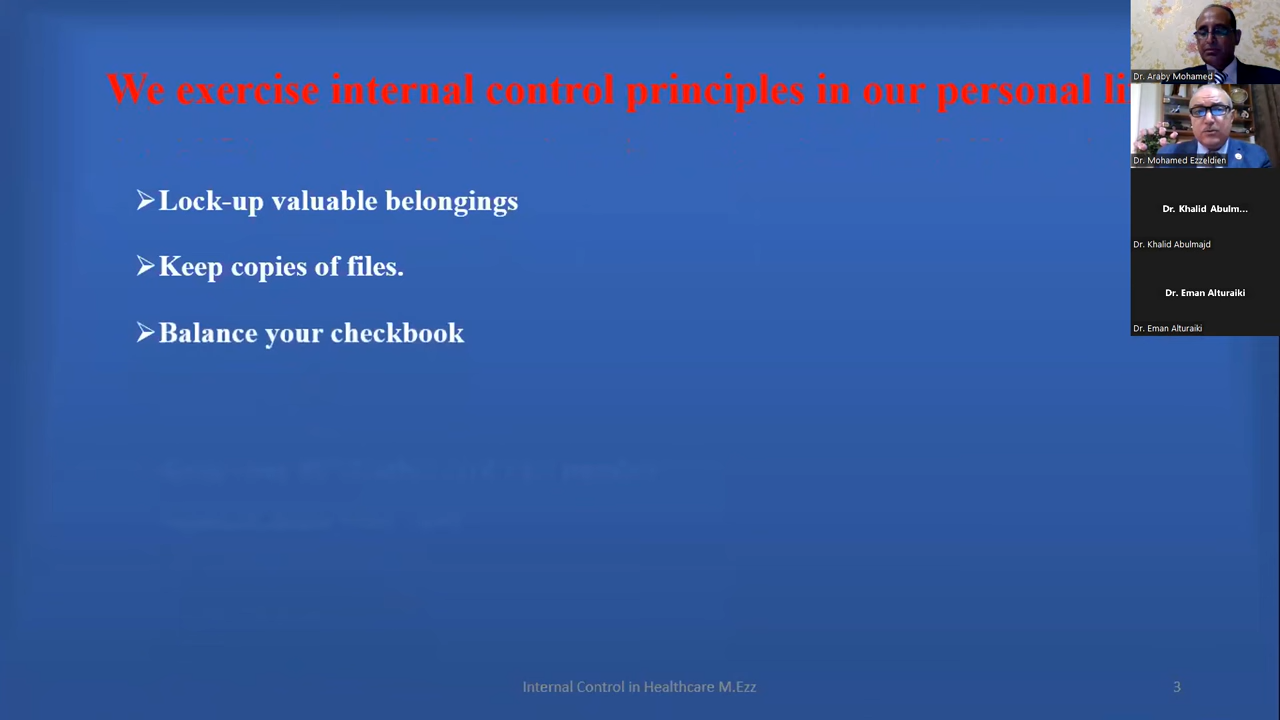 We exercise internal control principles in our personal
➢Lock-up valuable belongings
➢Keep copies of files.
➢Balance your checkbook
Internal Control in Healthcare M.Ezz
3
Dr. Araby Mohamed
Dr. Mohamed Ezzeldien
Dr. Khalid Abulm...
Dr. Khalid Abulmajd
Dr. Eman Alturaiki
Dr. Eman Alturaiki